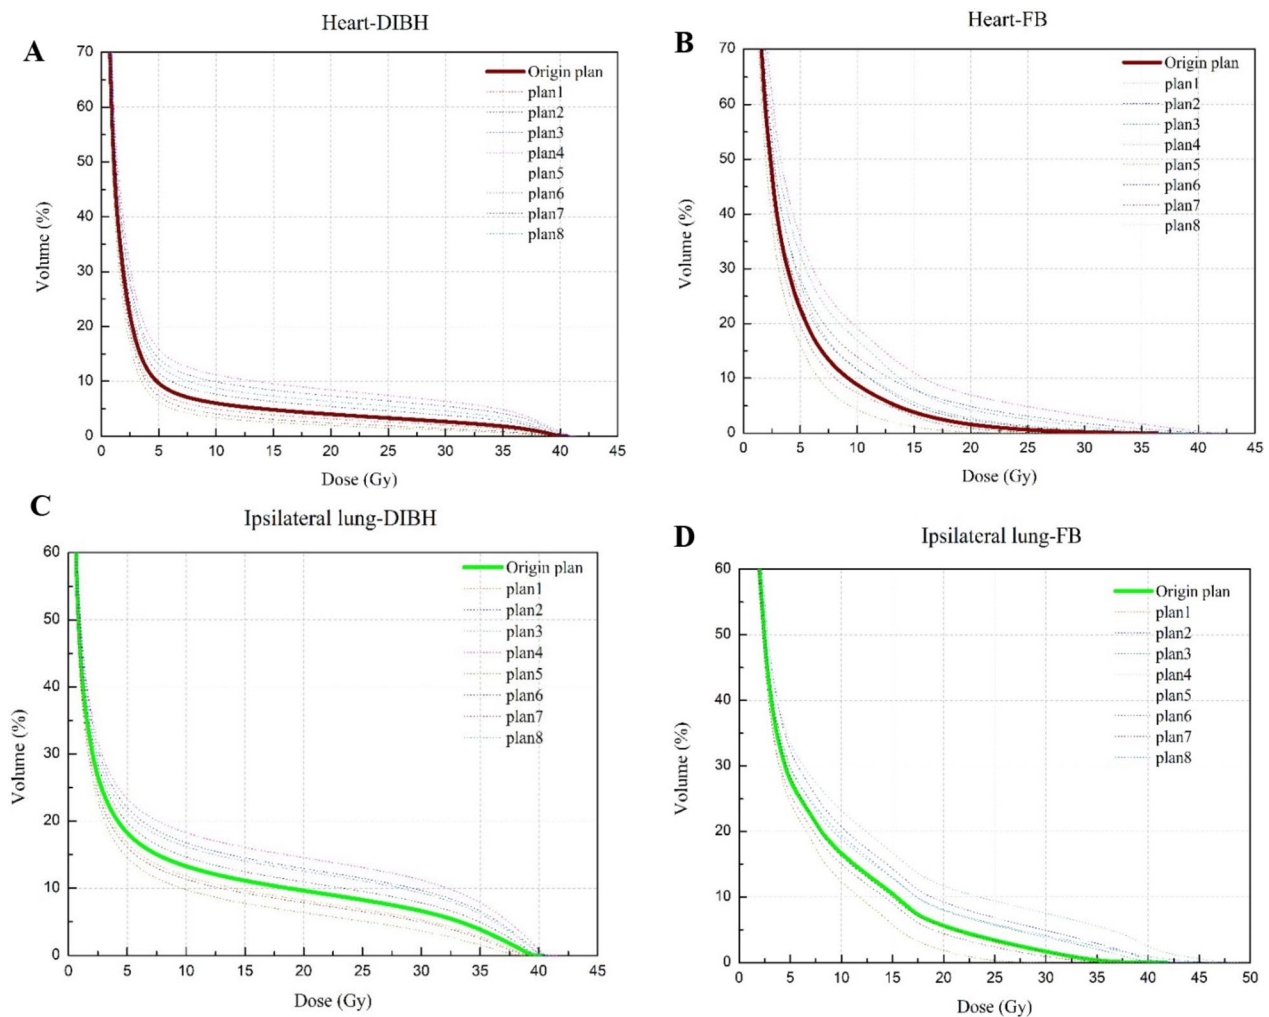 A
Heart-DIBH
70
60
50
40
30
20
10
0
Volume (%)
Origin plan
plan1
plan2
plan3
plan4
plan5
plan6
plan7
plan8
0 5 10 15 20 25 30 35 40 45
Dose (Gy)
B
Heart-FB
70
60
50
40
30
20
10
0
Volume (%)
Origin plan
plan1
plan2
plan3
plan4
plan5
plan6
plan7
plan8
0 5 10 15 20 25 30 35 40 45
Dose (Gy)
C
Ipsilateral lung-DIBH
60
50
40
30
20
10
0
Volume (%)
Origin plan
plan1
plan2
plan3
plan4
plan5
plan6
plan7
plan8
0 5 10 15 20 25 30 35 40 45
Dose (Gy)
D
Ipsilateral lung-FB
60
50
40
30
20
10
0
Volume (%)
Origin plan
plan1
plan2
plan3
plan4
plan5
plan6
plan7
plan8
0 5 10 15 20 25 30 35 40 45 50
Dose (Gy)